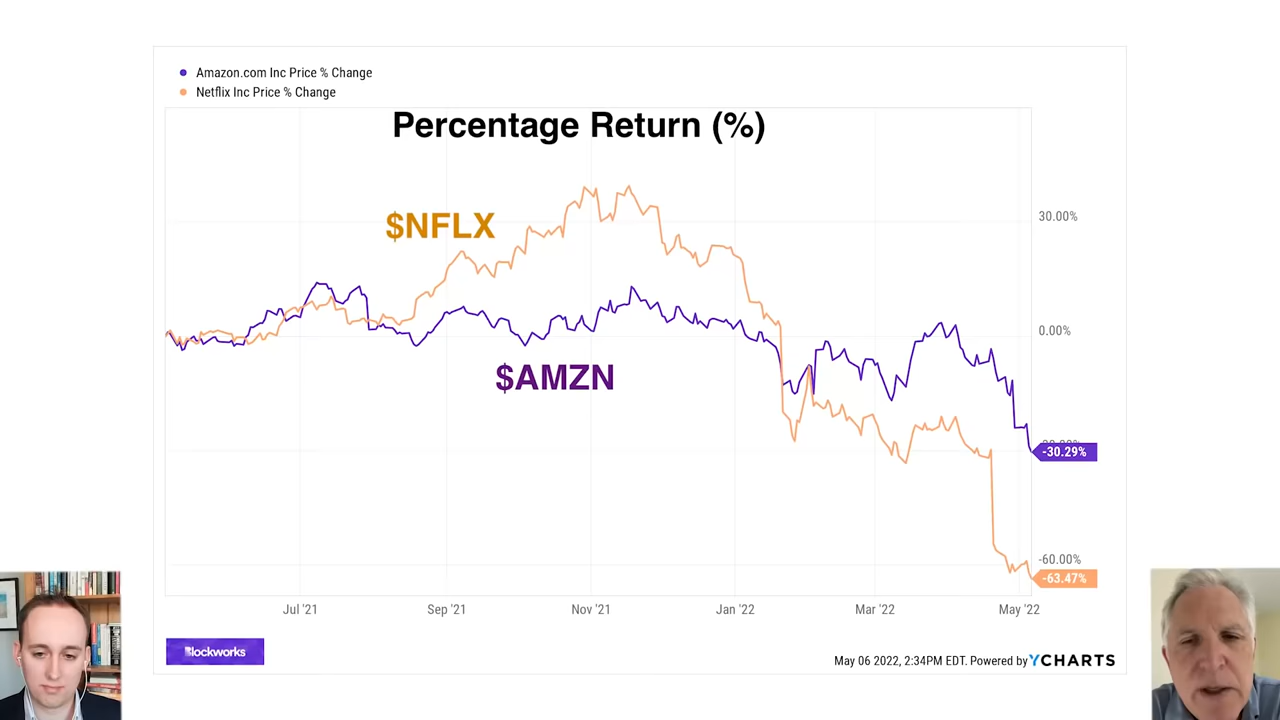 Amazon.com Inc Price % Change
Netflix Inc Price % Change
Percentage Return (%)
$NFLX
$AMZN
30.00%
0.00%
-30.29%
-60.00%
-63.47%
Jul '21
Sep '21
Nov '21
Jan '22
Mar '22
May '22
Blockworks
May 06 2022, 2:34PM EDT. Powered by YCHARTS